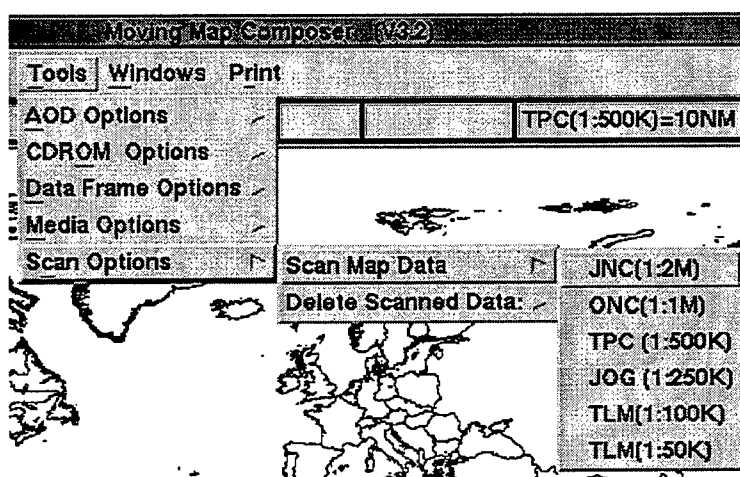 Moving Map Composer (V3.2)
Tools Windows Print
AOD Options
TPC(1:500K)=10NM
CDROM Options
Data Frame Options
Media Options
Scan Options
Scan Map Data
JNC(1:2M)
Delete Scanned Data:
ONC(1:1M)
TPC (1:500K)
JOG (1:250K)
TLM(1:100K)
TLM(1:50K)